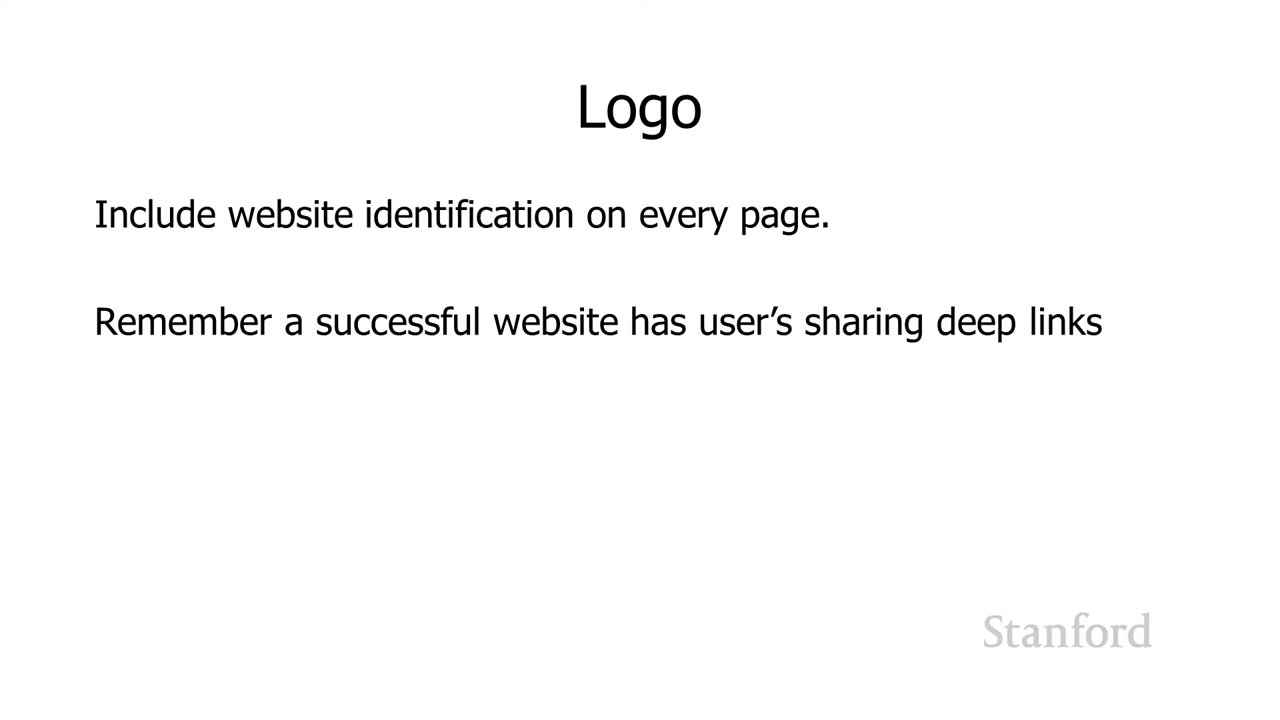 Logo
Include website identification on every page.
Remember a successful website has user’s sharing deep links
Stanford